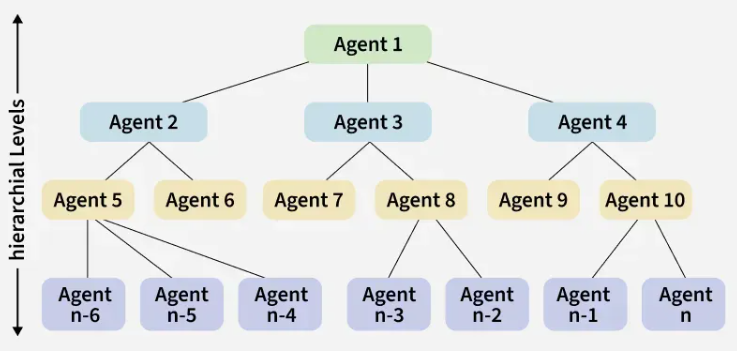 hierarchial Levels
Agent 1
Agent 2
Agent 3
Agent 4
Agent 5
Agent 6
Agent 7
Agent 8
Agent 9
Agent 10
Agent
n-6
Agent
n-5
Agent
n-4
Agent
n-3
Agent
n-2
Agent
n-1
Agent
n